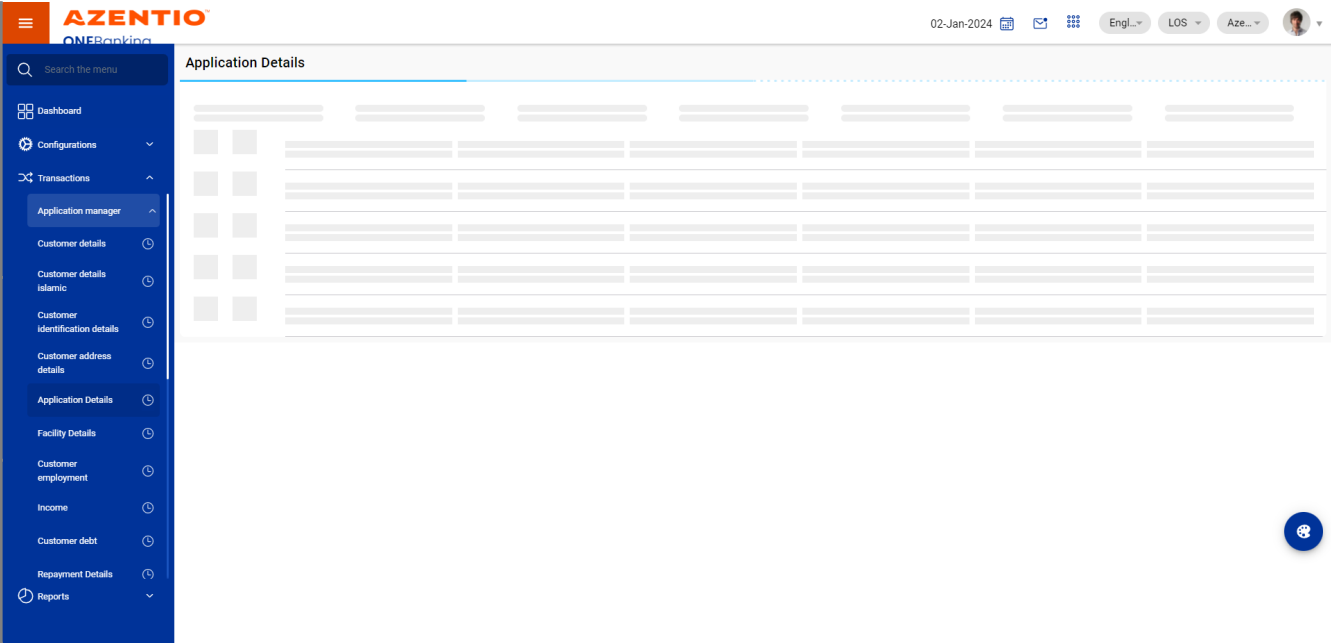 AZENTIO
ONEBanking
02-Jan-2024
Engl...
LOS
Aze...
Search the menu
Application Details
Dashboard
Configurations
Transactions
Application manager
Customer details
Customer details
islamic
Customer
identification details
Customer address
details
Application Details
Facility Details
Customer
employment
Income
Customer debt
Repayment Details
Reports